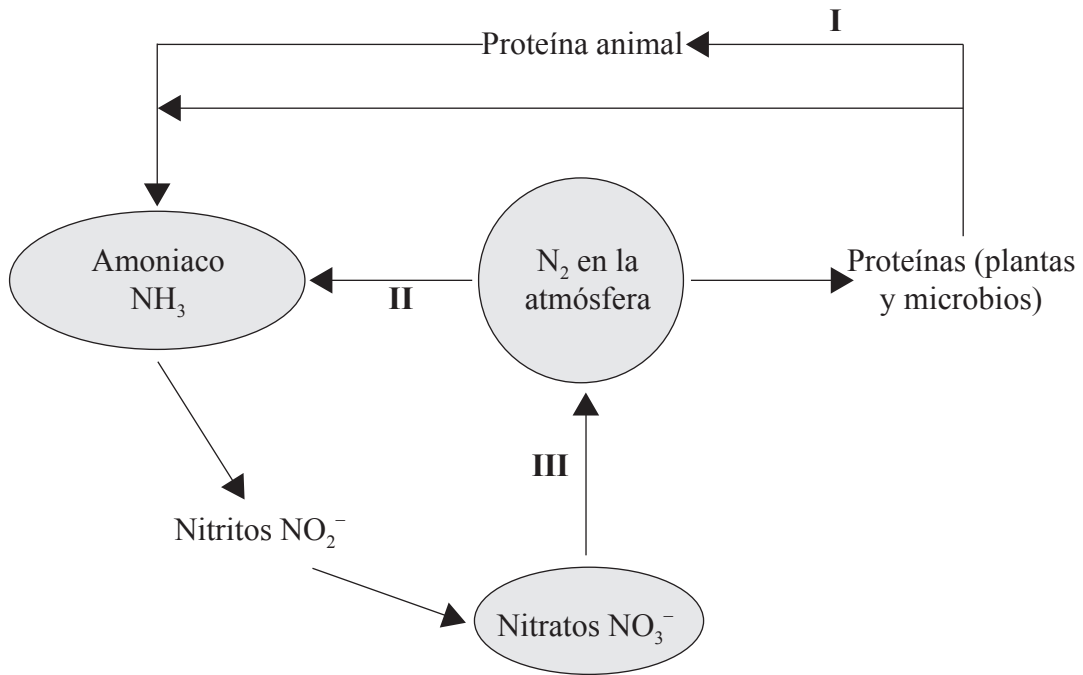 I
Proteína animal
Amoniaco
NH₃
II
N₂ en la
atmósfera
Proteínas (plantas
y microbios)
III
Nitritos NO₂⁻
Nitratos NO₃⁻